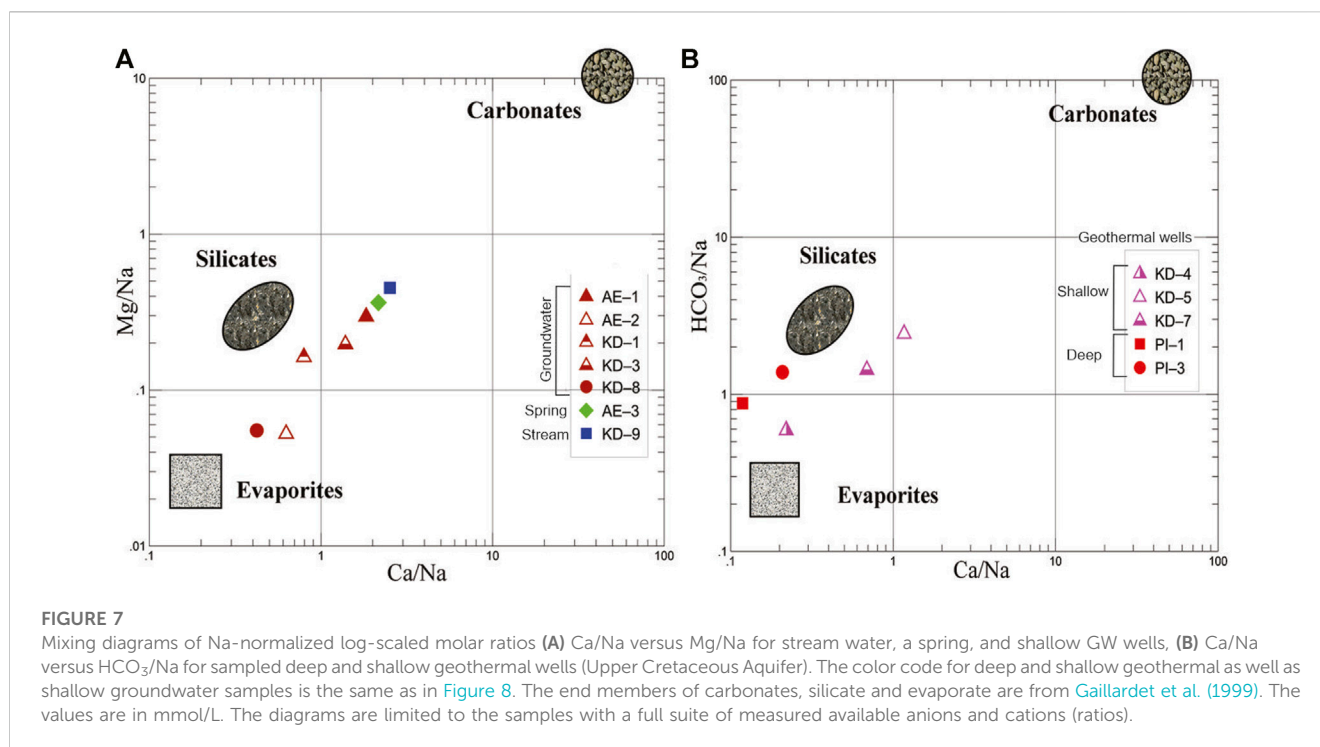 A
10
1
.1
.01
.1
1
10
100
Mg/Na
Ca/Na
Carbonates
Silicates
Evaporites
Groundwater
AE–1
AE–2
KD–1
KD–3
KD–8
Spring
AE–3
Stream
KD–9
B
100
10
1
.1
.1
1
10
100
HCO₃/Na
Ca/Na
Carbonates
Silicates
Evaporites
Geothermal wells
Shallow
KD–4
KD–5
KD–7
Deep
PI–1
PI–3
FIGURE 7
Mixing diagrams of Na-normalized log-scaled molar ratios (A) Ca/Na versus Mg/Na for stream water, a spring, and shallow GW wells, (B) Ca/Na
versus HCO₃/Na for sampled deep and shallow geothermal wells (Upper Cretaceous Aquifer). The color code for deep and shallow geothermal as well as
shallow groundwater samples is the same as in Figure 8. The end members of carbonates, silicate and evaporate are from Gaillardet et al. (1999). The
values are in mmol/L. The diagrams are limited to the samples with a full suite of measured available anions and cations (ratios).